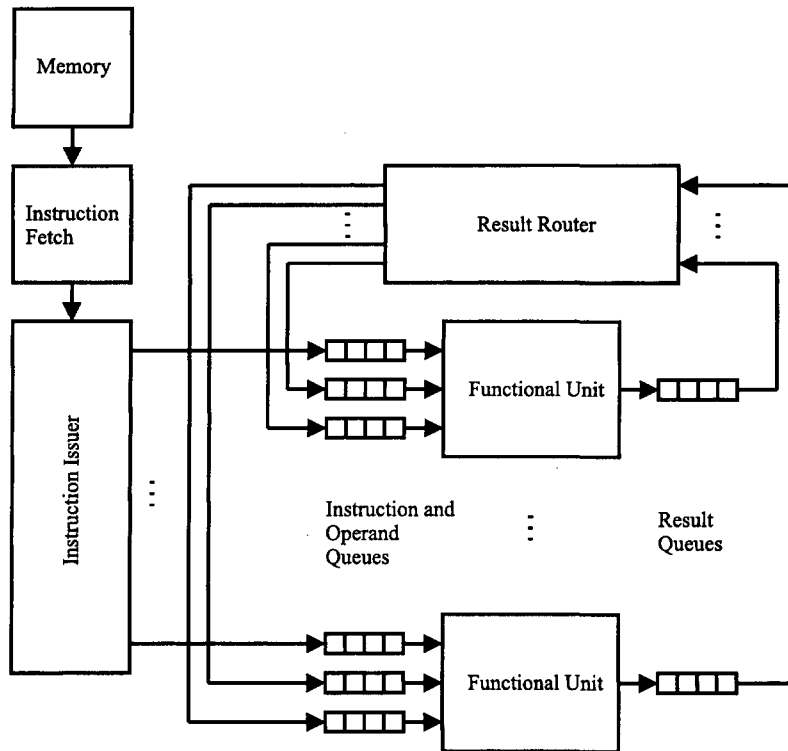 Memory
Instruction
Fetch
Result Router
Instruction Issuer
Functional Unit
Instruction and
Operand
Queues
Result
Queues
Functional Unit